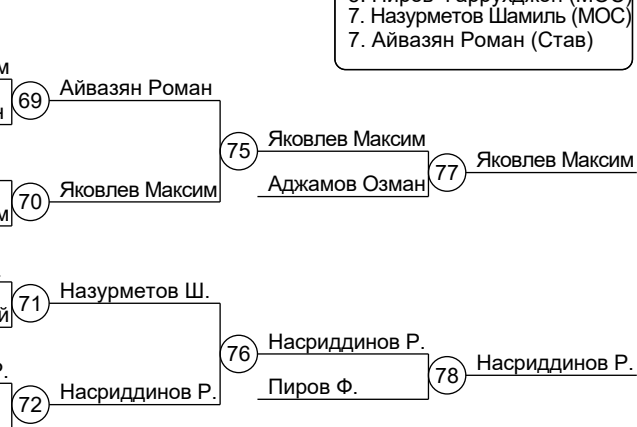 7. Назурметов Шамиль (МОС)
7. Айвазян Роман (Став)
69
Айвазян Роман
75
Яковлев Максим
77
Яковлев Максим
Аджамов Озман
70
Яковлев Максим
71
Назурметов Ш.
76
Насриддинов Р.
78
Насриддинов Р.
Пиров Ф.
72
Насриддинов Р.